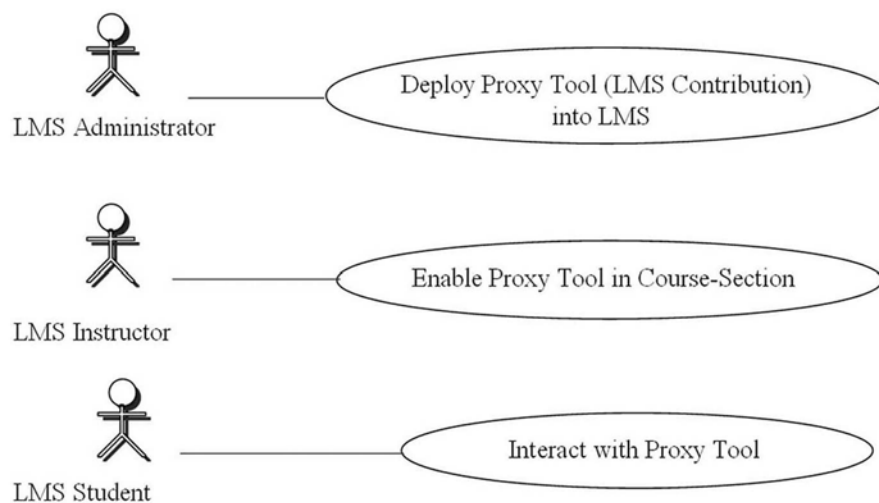 Deploy Proxy Tool (LMS Contribution)
into LMS
LMS Administrator
Enable Proxy Tool in Course-Section
LMS Instructor
Interact with Proxy Tool
LMS Student